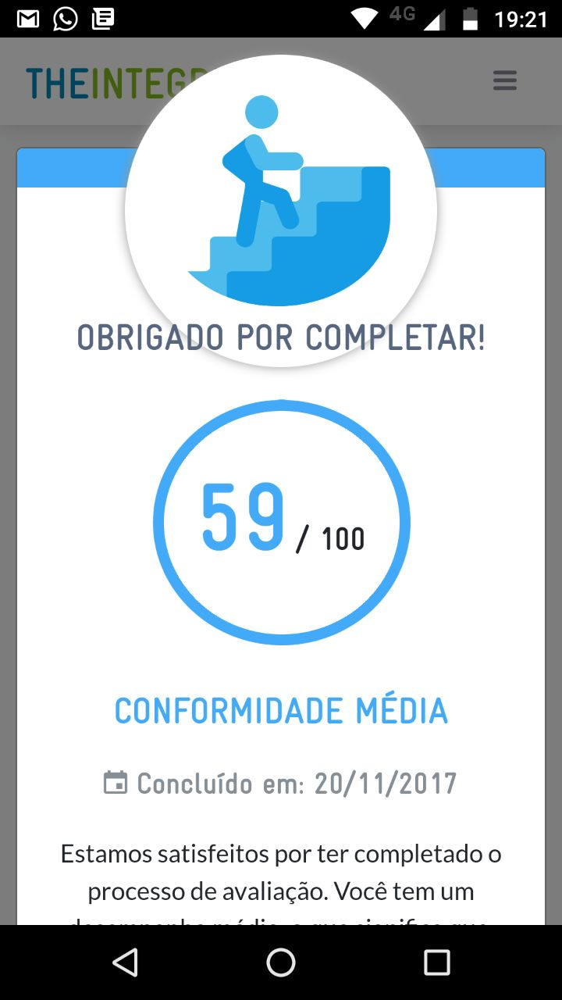 4G 19:21
THEINTEGR
OBRIGADO POR COMPLETAR!
59 / 100
CONFORMIDADE MÉDIA
Concluído em: 20/11/2017
Estamos satisfeitos por ter completado o
processo de avaliação. Você tem um